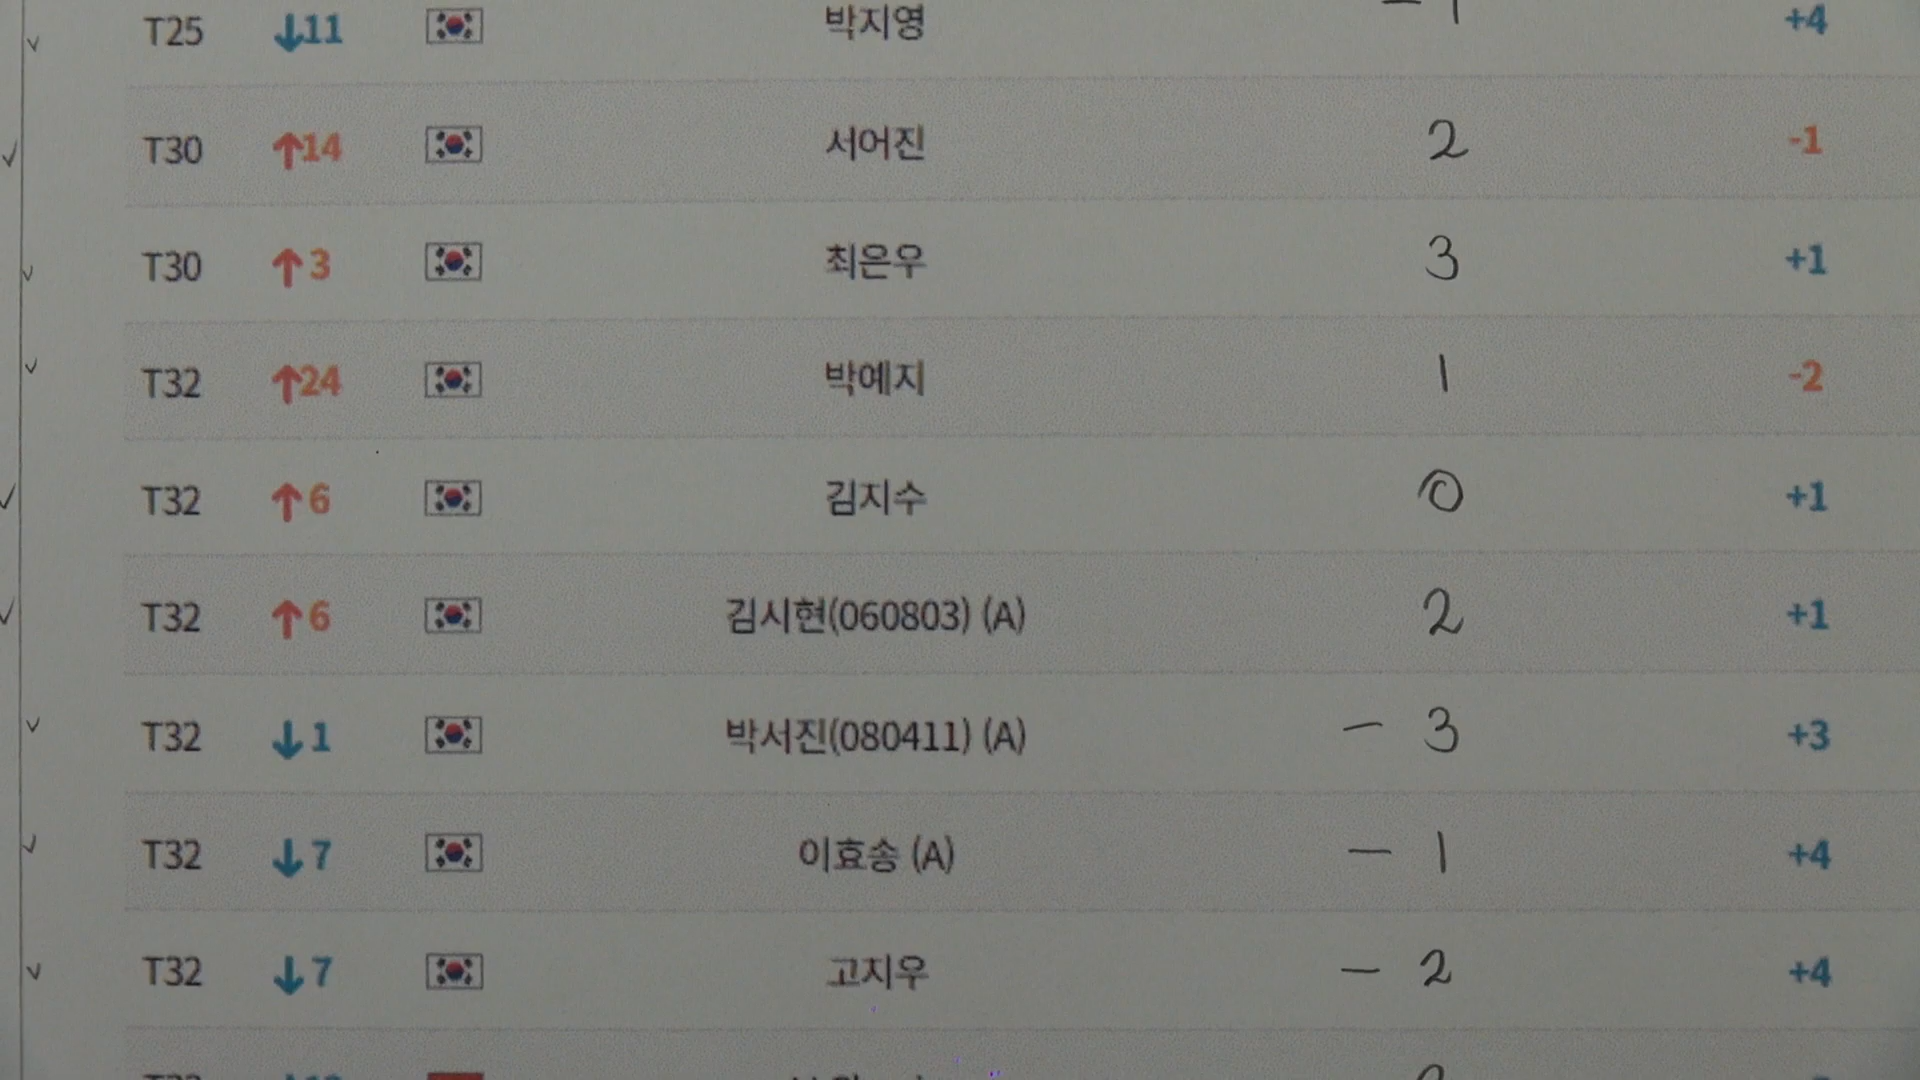 T25 ↓11 박지영 +4
T30 ↑14 서어진 2 -1
T30 ↑3 최은우 3 +1
T32 ↑24 박예지 1 -2
T32 ↑6 김지수 0 +1
T32 ↑6 김시현(060803) (A) 2 +1
T32 ↓1 박서진(080411) (A) - 3 +3
T32 ↓7 이효송 (A) - 1 +4
T32 ↓7 고지우 - 2 +4